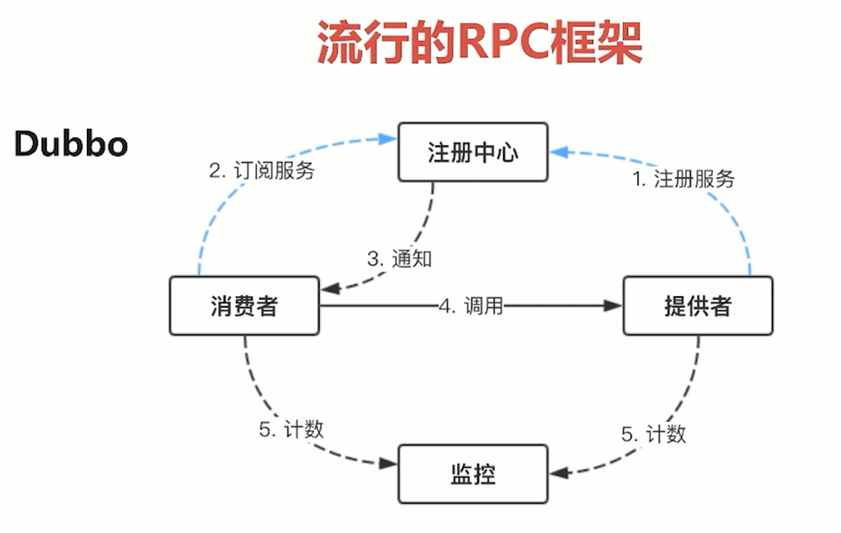 流行的RPC框架
Dubbo
注册中心
2. 订阅服务
1. 注册服务
3. 通知
消费者
4. 调用
提供者
5. 计数
5. 计数
监控